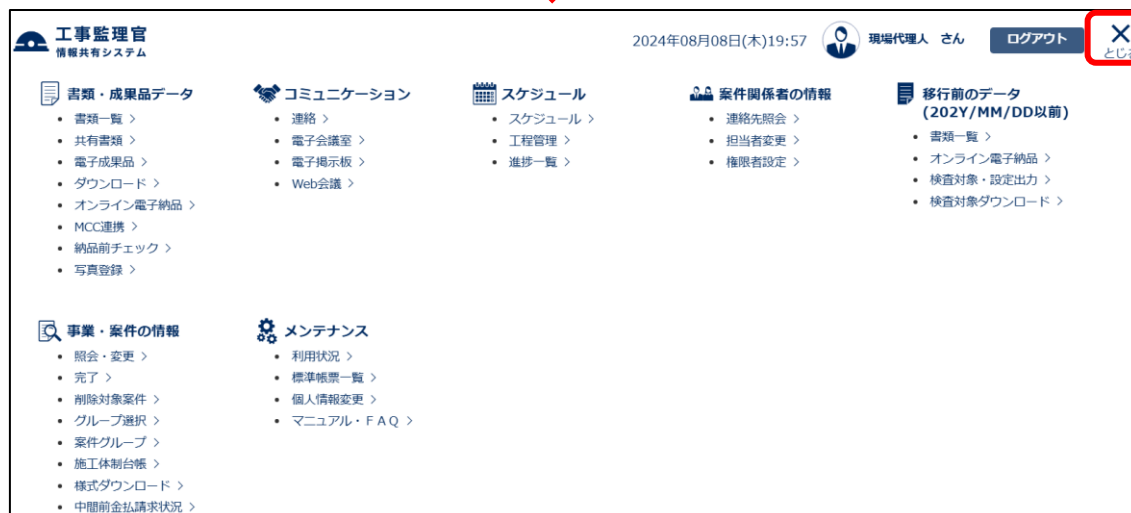 工事監理官
情報共有システム
2024年08月08日(木)19:57
現場代理人 さん
ログアウト
とじる
書類・成果品データ
書類一覧 >
共有書類 >
電子成果品 >
ダウンロード >
オンライン電子納品 >
MCC連携 >
納品前チェック >
写真登録 >
コミュニケーション
連絡 >
電子会議室 >
電子掲示板 >
Web会議 >
スケジュール
スケジュール >
工程管理 >
進捗一覧 >
案件関係者の情報
連絡先照会 >
担当者変更 >
権限者設定 >
移行前のデータ
(202Y/MM/DD以前)
書類一覧 >
オンライン電子納品 >
検査対象・設定出力 >
検査対象ダウンロード >
事業・案件の情報
照会・変更 >
完了 >
削除対象案件 >
グループ選択 >
案件グループ >
施工体制台帳 >
様式ダウンロード >
中間前金払請求状況 >
メンテナンス
利用状況 >
標準帳票一覧 >
個人情報変更 >
マニュアル・ＦＡＱ >